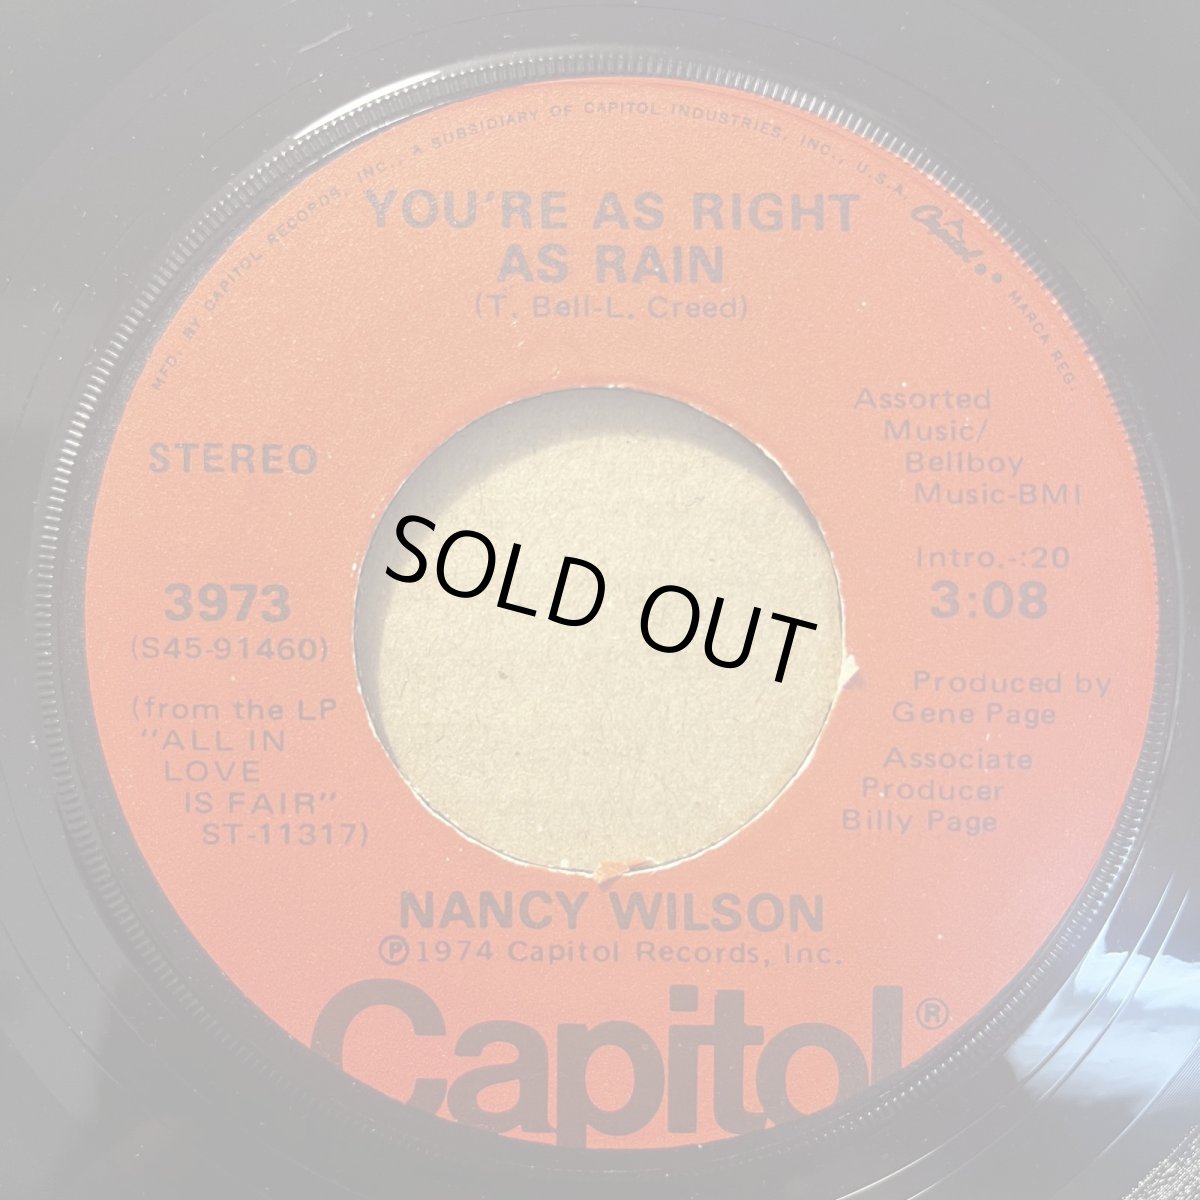 MFD. BY CAPITOL RECORDS, INC., A SUBSIDIARY OF CAPITOL INDUSTRIES, INC., U.S.A. Capitol • MARCA REG.
YOU'RE AS RIGHT
AS RAIN
(T. Bell-L. Creed)
STEREO
3973
(S45-91460)
(from the LP
"ALL IN
LOVE
IS FAIR"
ST-11317)
Assorted
Music/
Bellboy
Music-BMI
Intro.-:20
3:08
Produced by
Gene Page
Associate
Producer
Billy Page
SOLD OUT
NANCY WILSON
℗1974 Capitol Records, Inc.
Capitol®